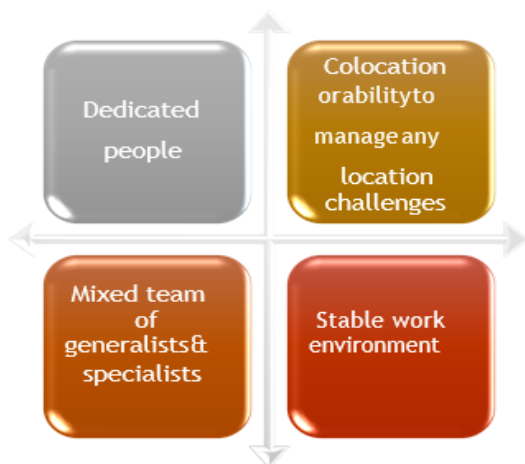 Dedicated
people
Colocation
orabilityto
manageany
location
challenges
Mixed team
of
generalists&
specialists
Stable work
environment